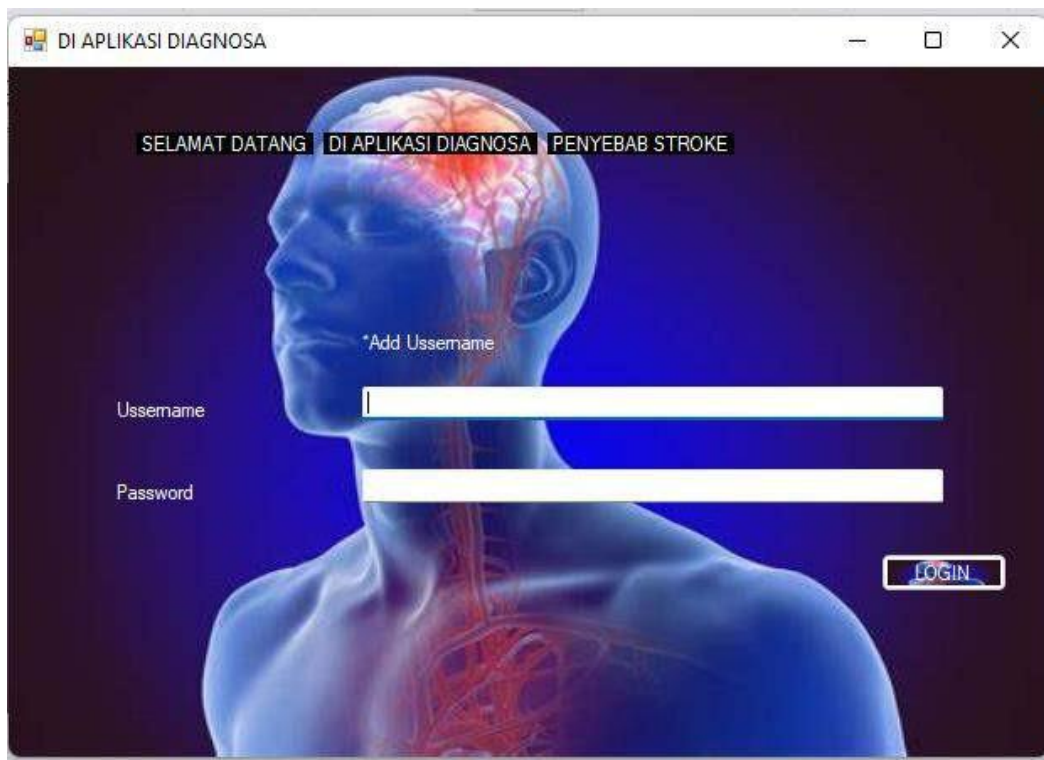 DI APLIKASI DIAGNOSA
SELAMAT DATANG DI APLIKASI DIAGNOSA PENYEBAB STROKE
*Add Ussername
Ussername
Password
LOGIN